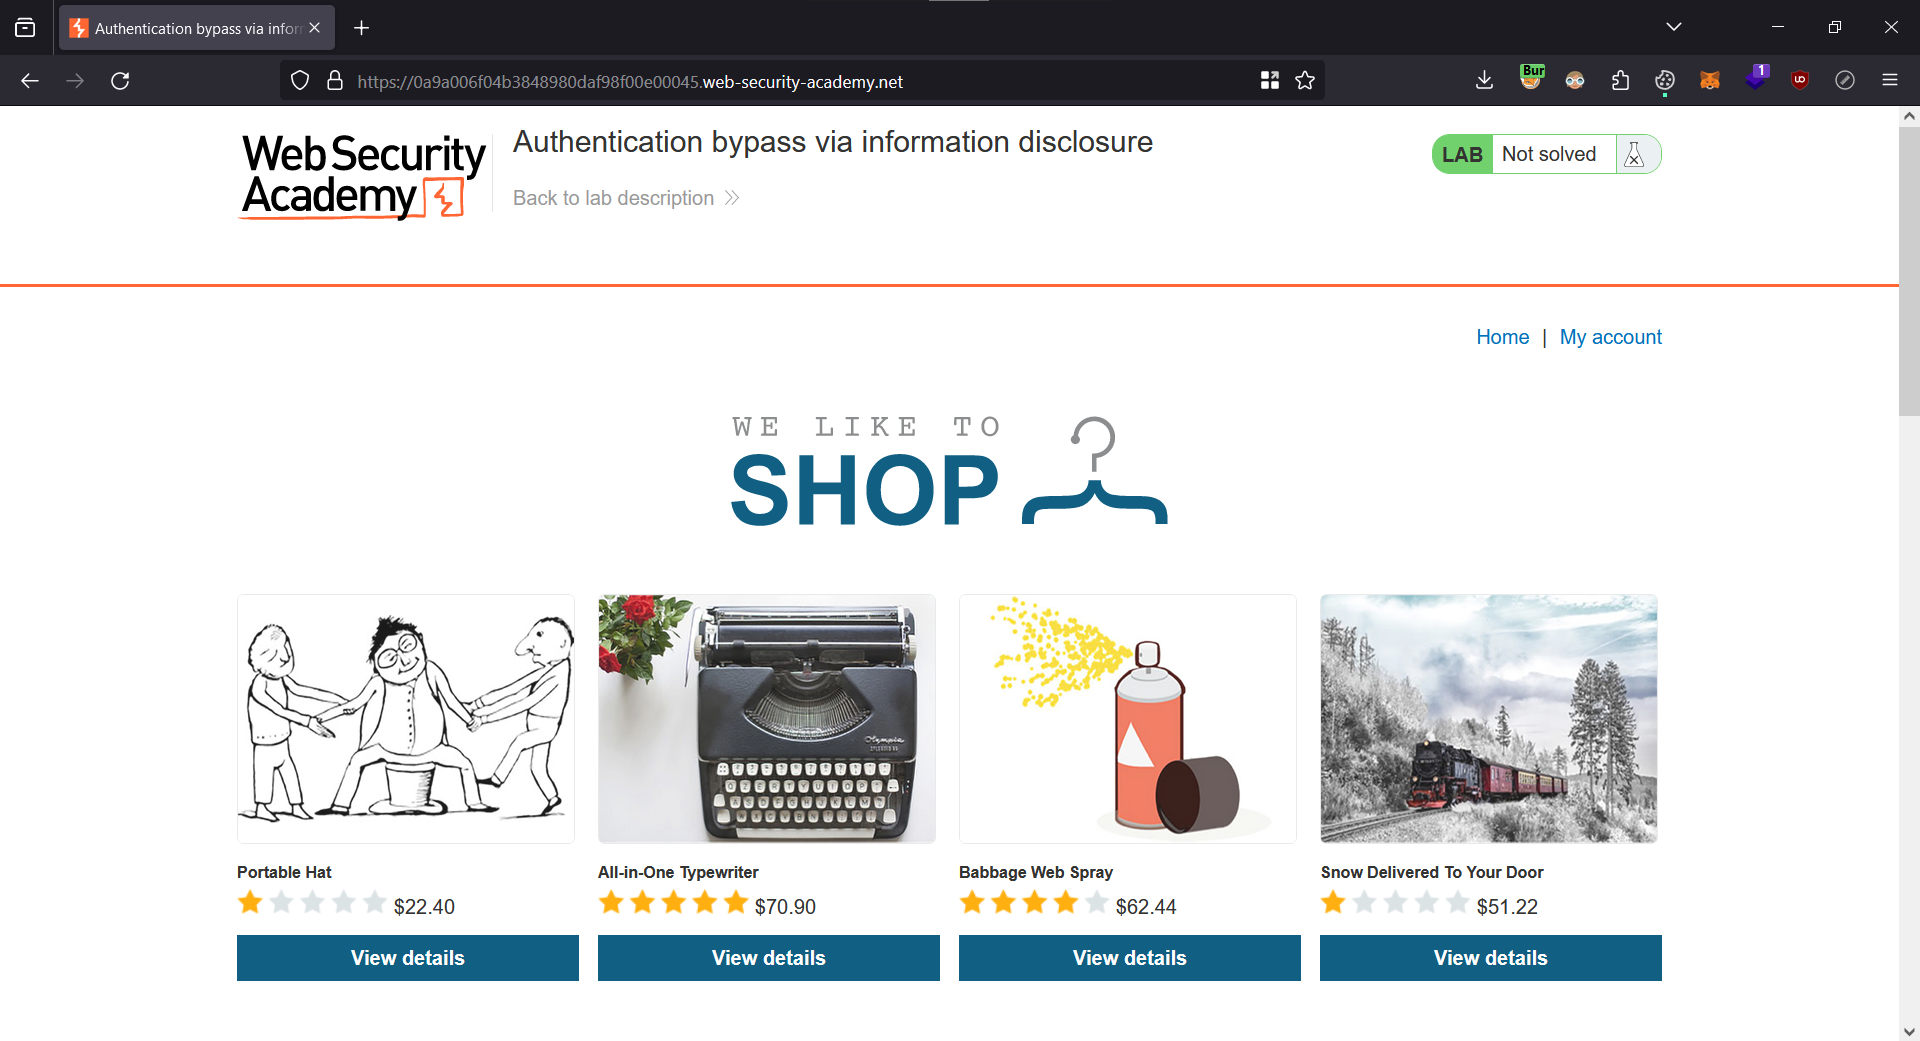 Authentication bypass via infor
https://0a9a006f04b3848980daf98f00e00045.web-security-academy.net
Bur
1
Web Security
Academy
Authentication bypass via information disclosure
Back to lab description
LAB
Not solved
Home | My account
WE LIKE TO
SHOP
Olympia
Portable Hat
$22.40
View details
All-in-One Typewriter
$70.90
View details
Babbage Web Spray
$62.44
View details
Snow Delivered To Your Door
$51.22
View details